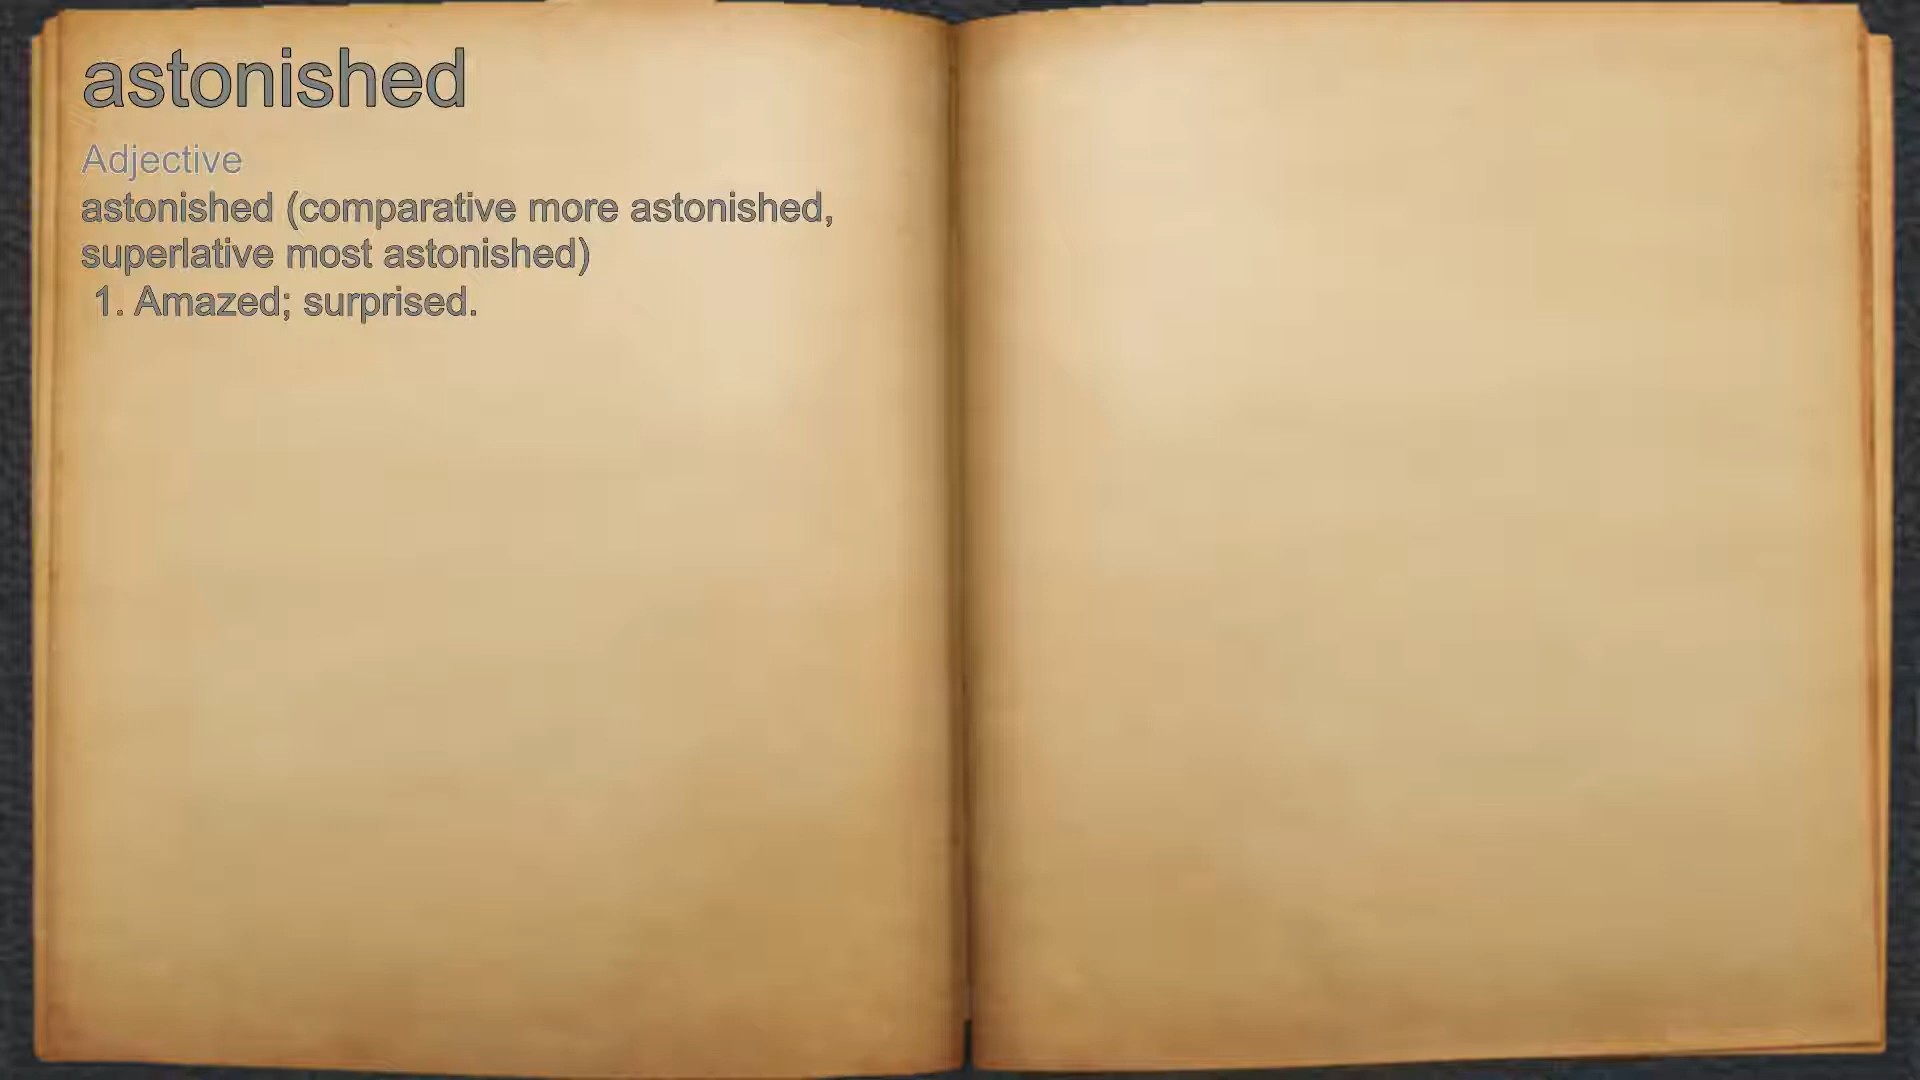 astonished
Adjective
astonished (comparative more astonished,
superlative most astonished)
1. Amazed; surprised.